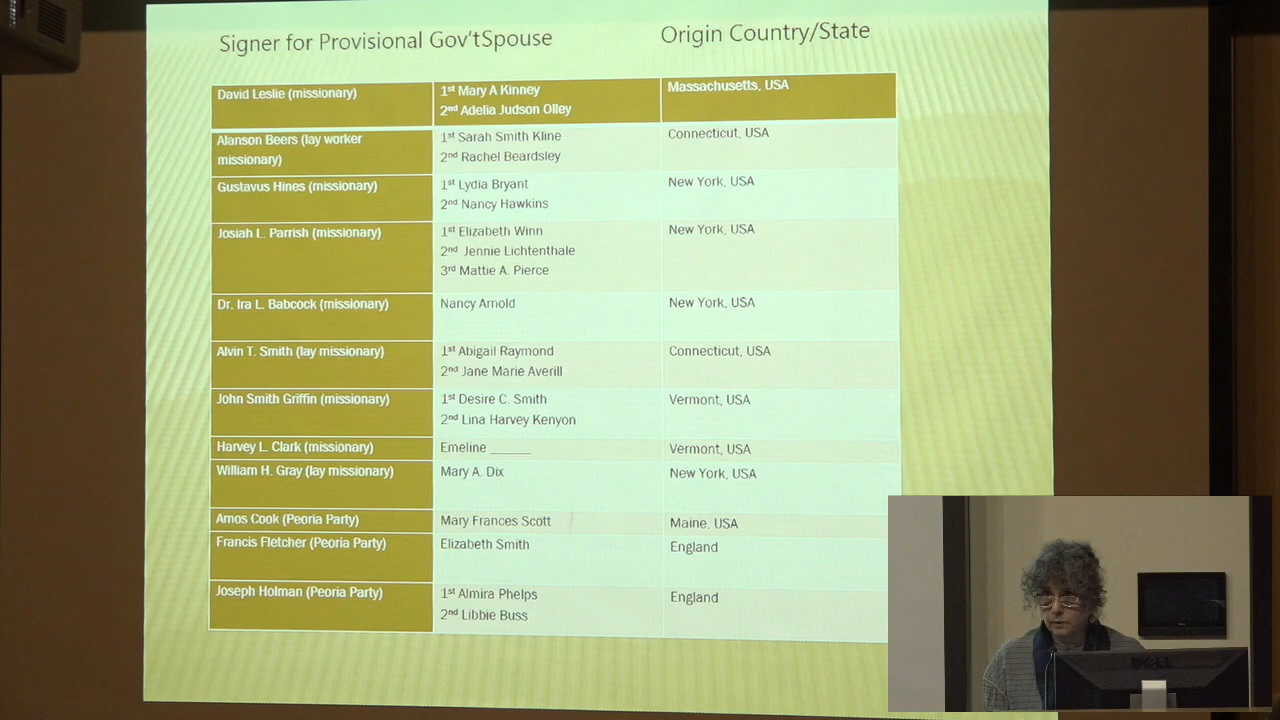 Signer for Provisional Gov'tSpouse
Origin Country/State
David Leslie (missionary)
1st Mary A Kinney
2nd Adelia Judson Olley
Massachusetts, USA
Alanson Beers (lay worker
missionary)
1st Sarah Smith Kline
2nd Rachel Beardsley
Connecticut, USA
Gustavus Hines (missionary)
1st Lydia Bryant
2nd Nancy Hawkins
New York, USA
Josiah L. Parrish (missionary)
1st Elizabeth Winn
2nd Jennie Lichtenthale
3rd Mattie A. Pierce
New York, USA
Dr. Ira L. Babcock (missionary)
Nancy Arnold
New York, USA
Alvin T. Smith (lay missionary)
1st Abigail Raymond
2nd Jane Marie Averill
Connecticut, USA
John Smith Griffin (missionary)
1st Desire C. Smith
2nd Lina Harvey Kenyon
Vermont, USA
Harvey L. Clark (missionary)
Emeline ______
Vermont, USA
William H. Gray (lay missionary)
Mary A. Dix
New York, USA
Amos Cook (Peoria Party)
Mary Frances Scott
Maine, USA
Francis Fletcher (Peoria Party)
Elizabeth Smith
England
Joseph Holman (Peoria Party)
1st Almira Phelps
2nd Libbie Buss
England
DELL